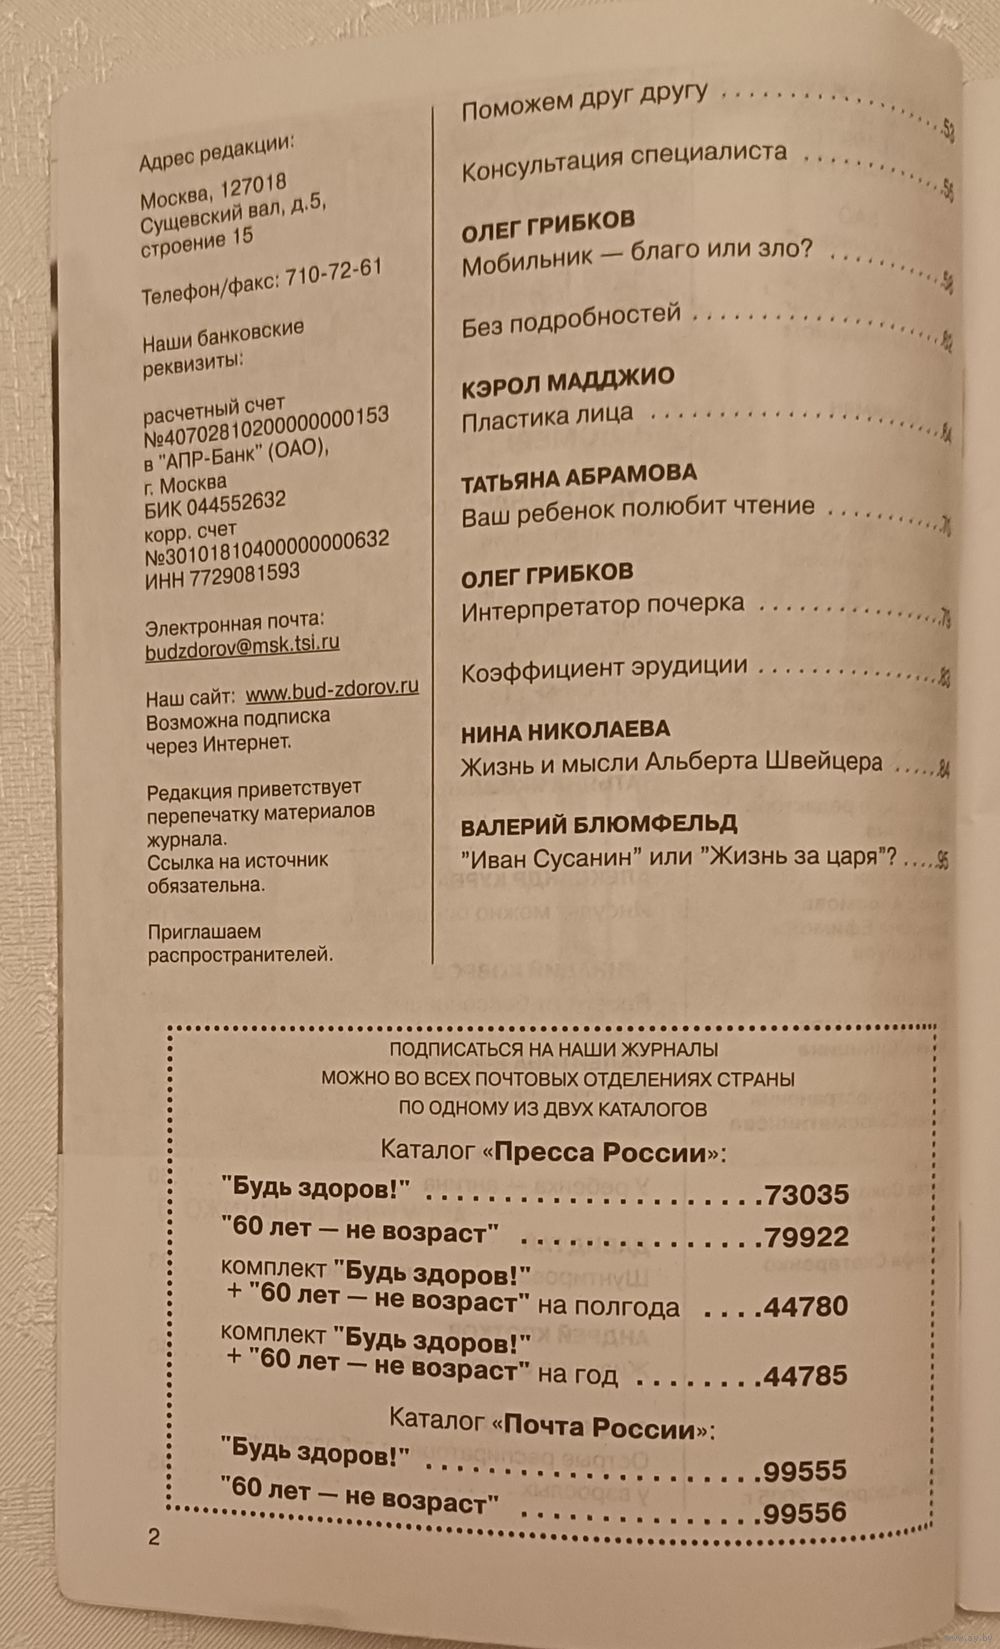 Адрес редакции:
Москва, 127018
Сущевский вал, д.5,
строение 15
Телефон/факс: 710-72-61
Наши банковские
реквизиты:
расчетный счет
№40702810200000000153
в "АПР-Банк" (ОАО),
г. Москва
БИК 044552632
корр. счет
№30101810400000000632
ИНН 7729081593
Электронная почта:
budzdorov@msk.tsi.ru
Наш сайт: www.bud-zdorov.ru
Возможна подписка
через Интернет.
Редакция приветствует
перепечатку материалов
журнала.
Ссылка на источник
обязательна.
Приглашаем
распространителей.
Поможем друг другу
Консультация специалиста
ОЛЕГ ГРИБКОВ
Мобильник — благо или зло?
Без подробностей
КЭРОЛ МАДДЖИО
Пластика лица
ТАТЬЯНА АБРАМОВА
Ваш ребенок полюбит чтение
ОЛЕГ ГРИБКОВ
Интерпретатор почерка
Коэффициент эрудиции
НИНА НИКОЛАЕВА
Жизнь и мысли Альберта Швейцера .....84
ВАЛЕРИЙ БЛЮМФЕЛЬД
"Иван Сусанин" или "Жизнь за царя"? .....95
ПОДПИСАТЬСЯ НА НАШИ ЖУРНАЛЫ
МОЖНО ВО ВСЕХ ПОЧТОВЫХ ОТДЕЛЕНИЯХ СТРАНЫ
ПО ОДНОМУ ИЗ ДВУХ КАТАЛОГОВ
Каталог «Пресса России»:
"Будь здоров!" ........................73035
"60 лет — не возраст" ................79922
комплект "Будь здоров!"
+ "60 лет — не возраст" на полгода ....44780
комплект "Будь здоров!"
+ "60 лет — не возраст" на год ........44785
Каталог «Почта России»:
"Будь здоров!" ........................99555
"60 лет — не возраст" ................99556
2
www.ay.by